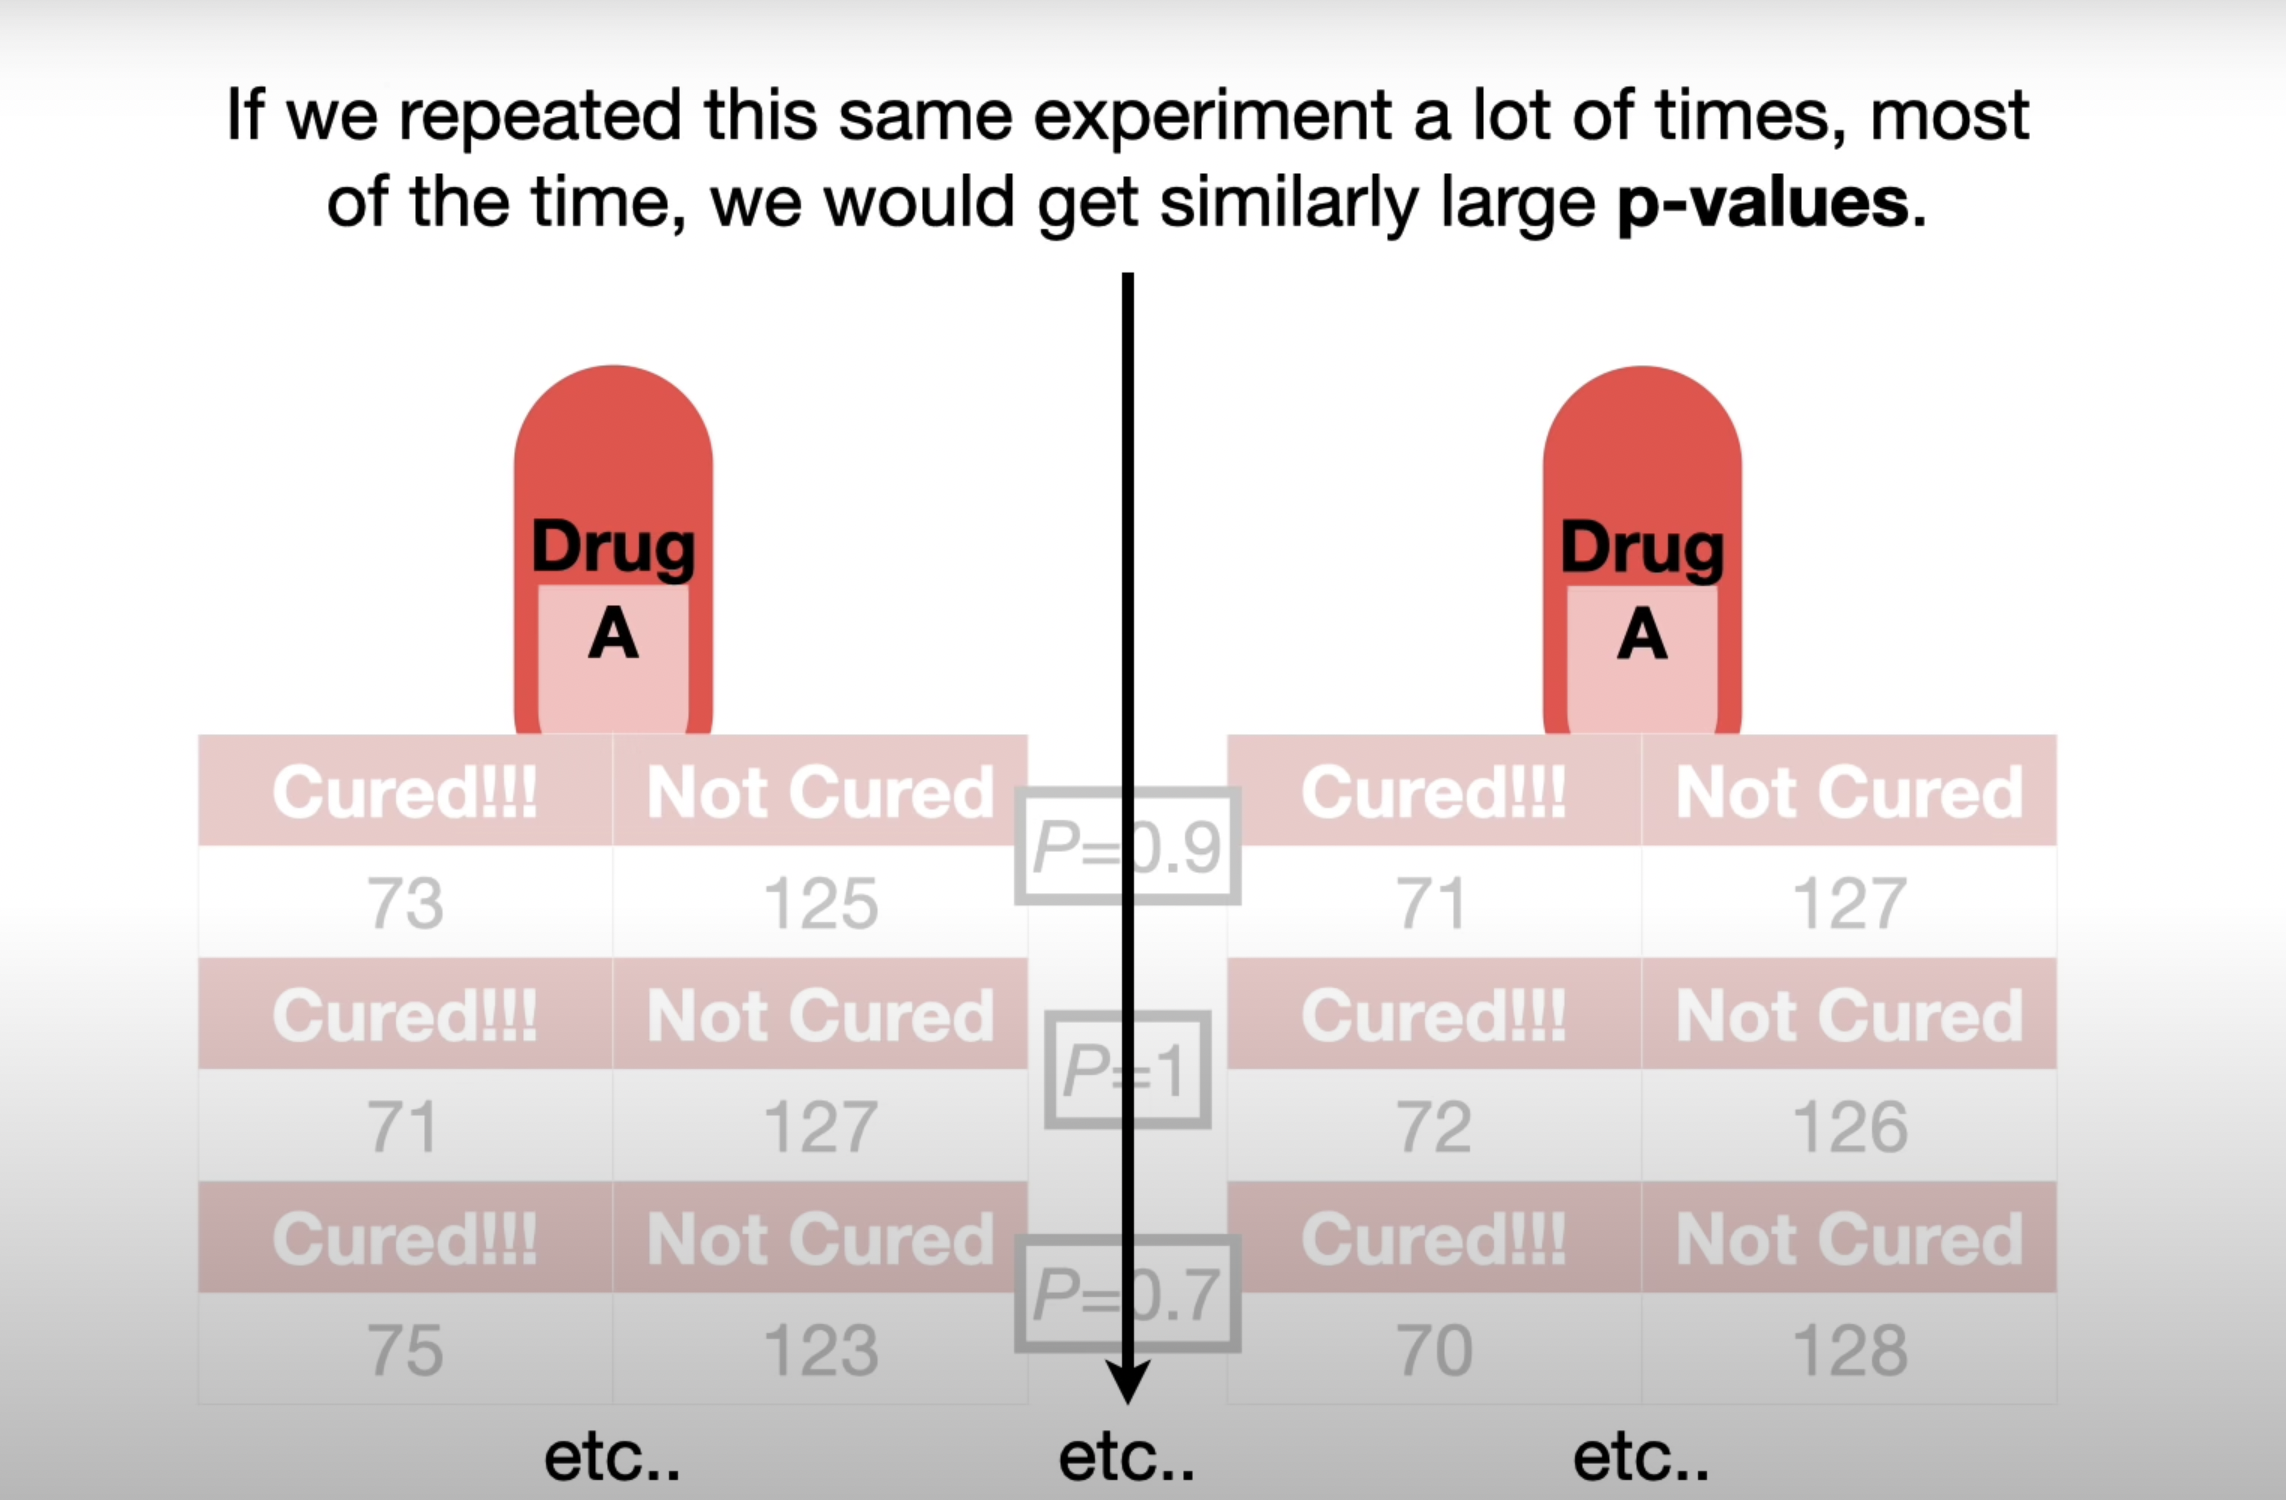 If we repeated this same experiment a lot of times, most
of the time, we would get similarly large p-values.
Drug
A
Drug
A
Cured!!! Not Cured Cured!!! Not Cured
P=0.9
73 125 71 127
Cured!!! Not Cured Cured!!! Not Cured
P=1
71 127 72 126
Cured!!! Not Cured Cured!!! Not Cured
P=0.7
75 123 70 128
etc.. etc.. etc..